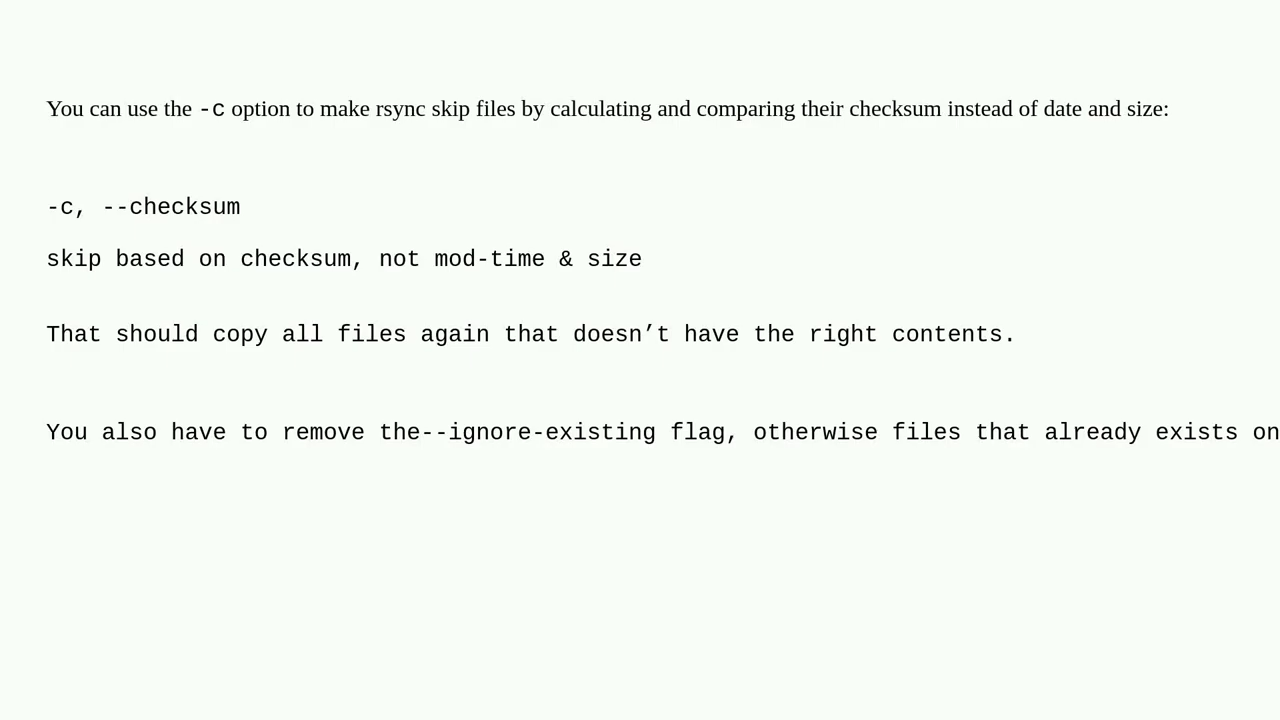 You can use the -c option to make rsync skip files by calculating and comparing their checksum instead of date and size:
-c, --checksum
skip based on checksum, not mod-time & size
That should copy all files again that doesn’t have the right contents.
You also have to remove the--ignore-existing flag, otherwise files that already exists on